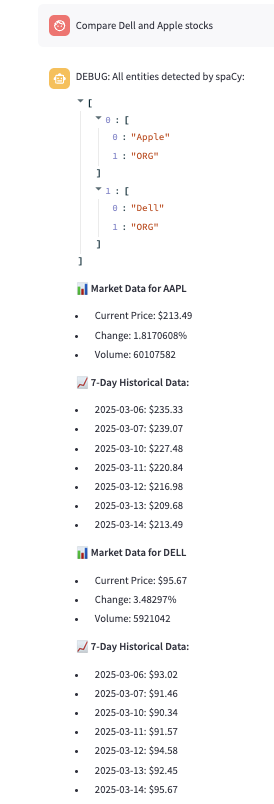 Compare Dell and Apple stocks
DEBUG: All entities detected by spaCy:
[
0 : [
0 : "Apple"
1 : "ORG"
]
1 : [
0 : "Dell"
1 : "ORG"
]
]
Market Data for AAPL
• Current Price: $213.49
• Change: 1.8170608%
• Volume: 60107582
7-Day Historical Data:
• 2025-03-06: $235.33
• 2025-03-07: $239.07
• 2025-03-10: $227.48
• 2025-03-11: $220.84
• 2025-03-12: $216.98
• 2025-03-13: $209.68
• 2025-03-14: $213.49
Market Data for DELL
• Current Price: $95.67
• Change: 3.48297%
• Volume: 5921042
7-Day Historical Data:
• 2025-03-06: $93.02
• 2025-03-07: $91.46
• 2025-03-10: $90.34
• 2025-03-11: $91.57
• 2025-03-12: $94.58
• 2025-03-13: $92.45
• 2025-03-14: $95.67